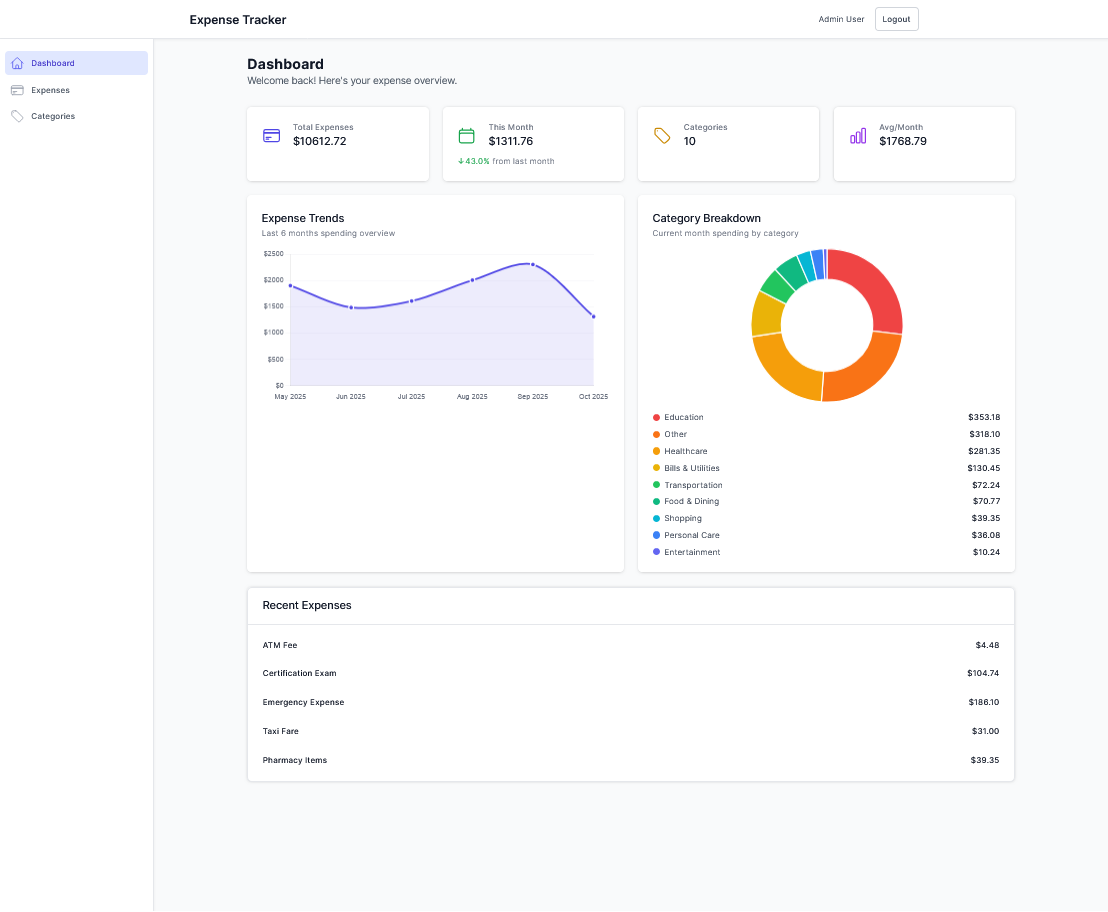 Expense Tracker
Admin User
Logout
Dashboard
Expenses
Categories
Dashboard
Welcome back! Here's your expense overview.
Total Expenses
$10612.72
This Month
$1311.76
↓43.0% from last month
Categories
10
Avg/Month
$1768.79
Expense Trends
Last 6 months spending overview
$2500
$2000
$1500
$1000
$500
$0
May 2025 Jun 2025 Jul 2025 Aug 2025 Sep 2025 Oct 2025
Category Breakdown
Current month spending by category
Education $353.18
Other $318.10
Healthcare $281.35
Bills & Utilities $130.45
Transportation $72.24
Food & Dining $70.77
Shopping $39.35
Personal Care $36.08
Entertainment $10.24
Recent Expenses
ATM Fee $4.48
Certification Exam $104.74
Emergency Expense $186.10
Taxi Fare $31.00
Pharmacy Items $39.35